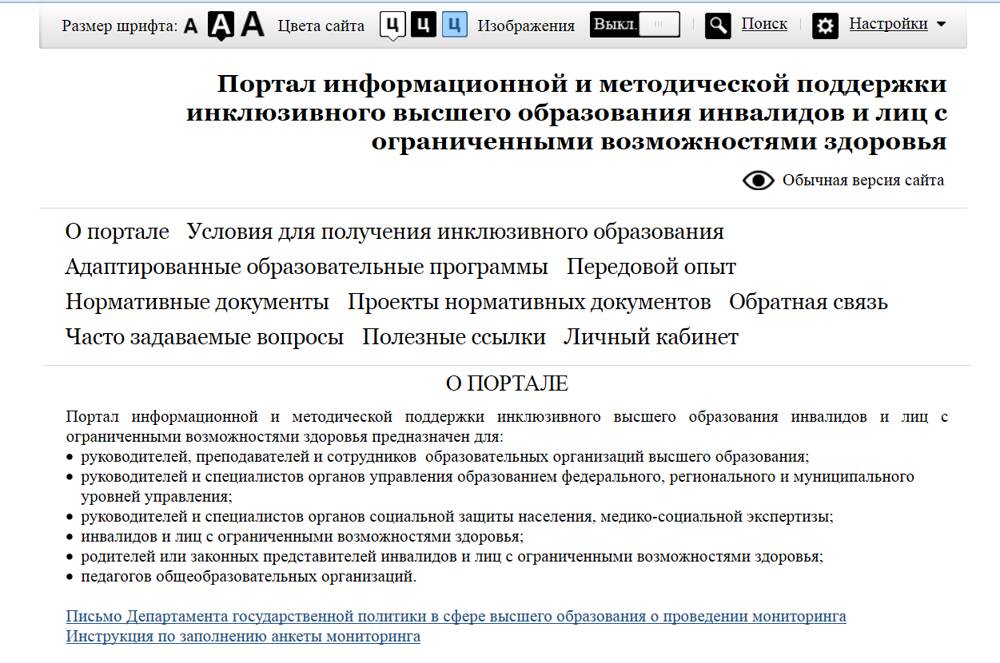 Размер шрифта: А А А Цвета сайта Ц Ц Ц Изображения Выкл. Поиск Настройки
Портал информационной и методической поддержки
инклюзивного высшего образования инвалидов и лиц с
ограниченными возможностями здоровья
Обычная версия сайта
О портале Условия для получения инклюзивного образования
Адаптированные образовательные программы Передовой опыт
Нормативные документы Проекты нормативных документов Обратная связь
Часто задаваемые вопросы Полезные ссылки Личный кабинет
О ПОРТАЛЕ
Портал информационной и методической поддержки инклюзивного высшего образования инвалидов и лиц с
ограниченными возможностями здоровья предназначен для:
• руководителей, преподавателей и сотрудников образовательных организаций высшего образования;
• руководителей и специалистов органов управления образованием федерального, регионального и муниципального
уровней управления;
• руководителей и специалистов органов социальной защиты населения, медико-социальной экспертизы;
• инвалидов и лиц с ограниченными возможностями здоровья;
• родителей или законных представителей инвалидов и лиц с ограниченными возможностями здоровья;
• педагогов общеобразовательных организаций.
Письмо Департамента государственной политики в сфере высшего образования о проведении мониторинга
Инструкция по заполнению анкеты мониторинга